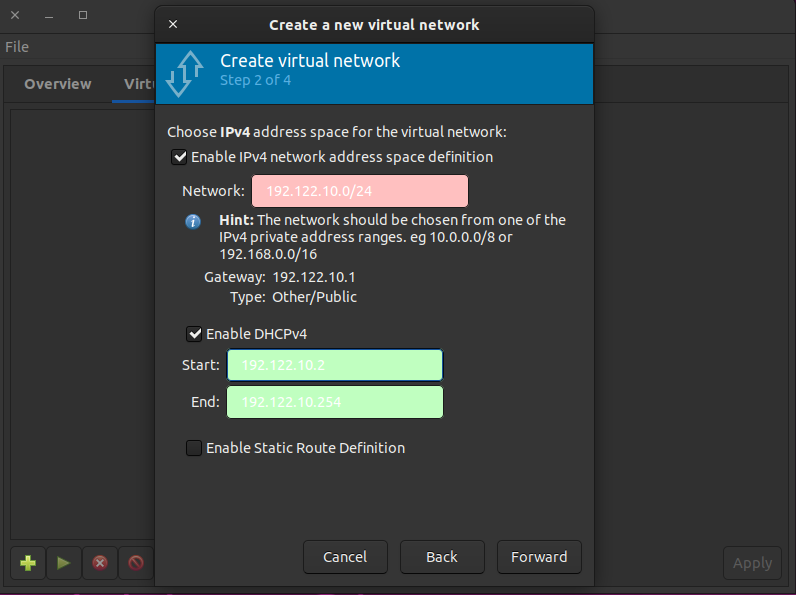 Create a new virtual network
File
Create virtual network
Step 2 of 4
Overview
Virtu
Choose IPv4 address space for the virtual network:
Enable IPv4 network address space definition
Network: 192.122.10.0/24
Hint: The network should be chosen from one of the
IPv4 private address ranges. eg 10.0.0.0/8 or
192.168.0.0/16
Gateway: 192.122.10.1
Type: Other/Public
Enable DHCPv4
Start: 192.122.10.2
End: 192.122.10.254
Enable Static Route Definition
Cancel
Back
Forward
Apply